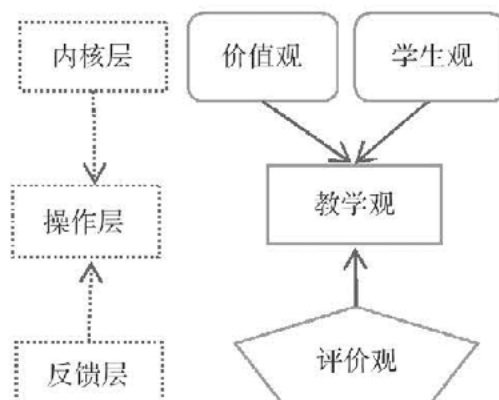 内核层 价值观 学生观
操作层 教学观
反馈层 评价观